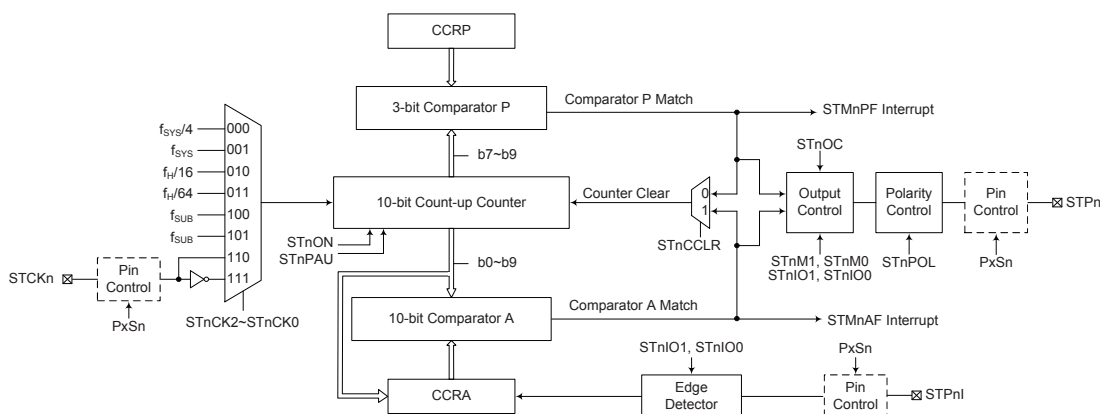 CCRP
3-bit Comparator P
Comparator P Match
STMnPF Interrupt
fSYS/4
000
fSYS
001
fH/16
010
fH/64
011
fSUB
100
fSUB
101
110
111
b7~b9
STnOC
10-bit Count-up Counter
Counter Clear
0
1
Output
Control
Polarity
Control
Pin
Control
STPn
STnON
STnPAU
STnCCLR
STnM1, STnM0
STnIO1, STnIO0
STnPOL
PxSn
b0~b9
STCKn
Pin
Control
PxSn
STnCK2~STnCK0
10-bit Comparator A
Comparator A Match
STMnAF Interrupt
STnIO1, STnIO0
PxSn
CCRA
Edge
Detector
Pin
Control
STPnI